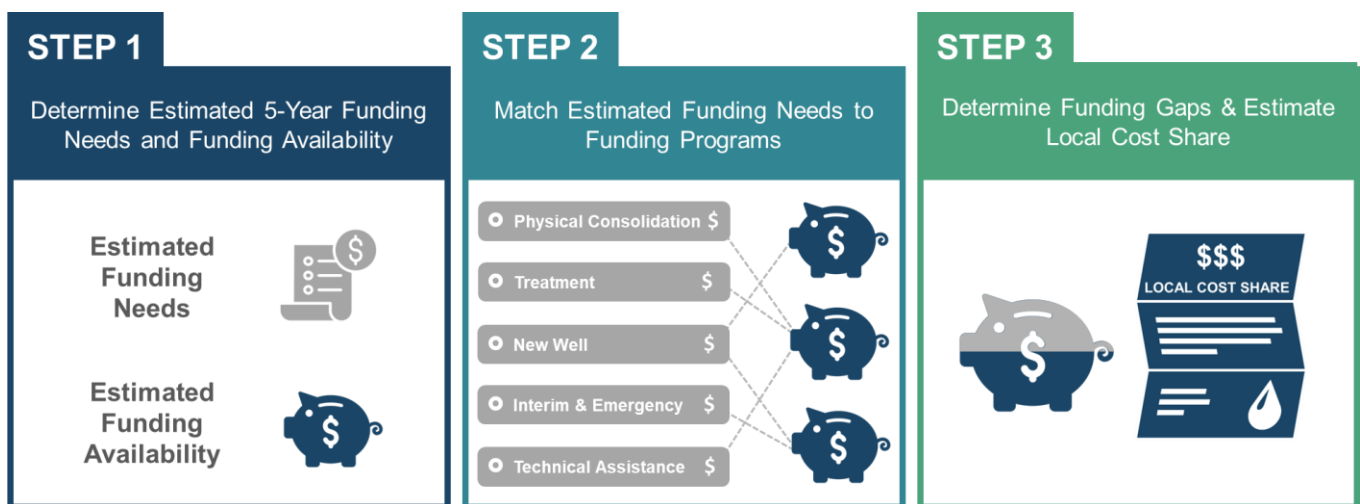 STEP 1
Determine Estimated 5-Year Funding
Needs and Funding Availability
Estimated
Funding
Needs
$
Estimated
Funding
Availability
$
STEP 2
Match Estimated Funding Needs to
Funding Programs
Physical Consolidation $
Treatment $
New Well $
Interim & Emergency $
Technical Assistance $
$
$
$
STEP 3
Determine Funding Gaps & Estimate
Local Cost Share
$
$$$
LOCAL COST SHARE